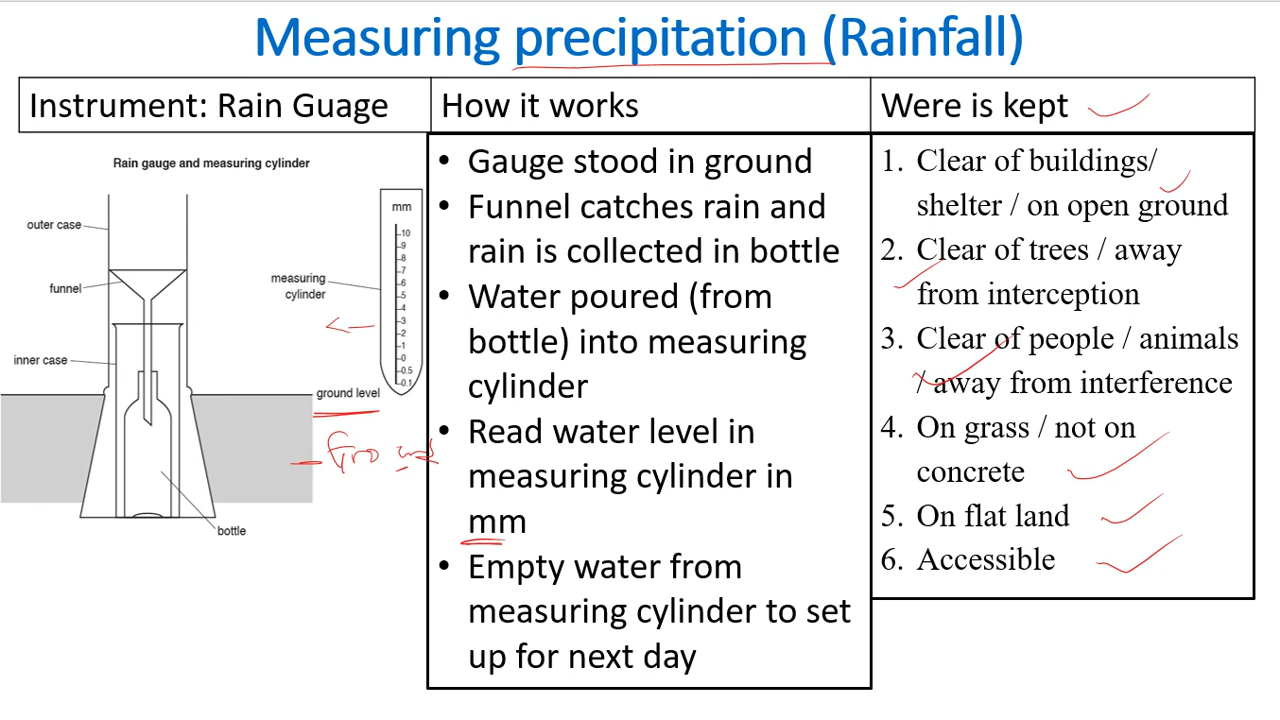 Measuring precipitation (Rainfall)
Instrument: Rain Guage
How it works
Were is kept
Rain gauge and measuring cylinder
outer case
funnel
inner case
measuring
cylinder
mm
10
9
8
7
6
5
4
3
2
1
0
0.5
0.1
ground level
Ground
bottle
• Gauge stood in ground
• Funnel catches rain and
rain is collected in bottle
• Water poured (from
bottle) into measuring
cylinder
• Read water level in
measuring cylinder in
mm
• Empty water from
measuring cylinder to set
up for next day
1. Clear of buildings/
shelter / on open ground
2. Clear of trees / away
from interception
3. Clear of people / animals
/ away from interference
4. On grass / not on
concrete
5. On flat land
6. Accessible